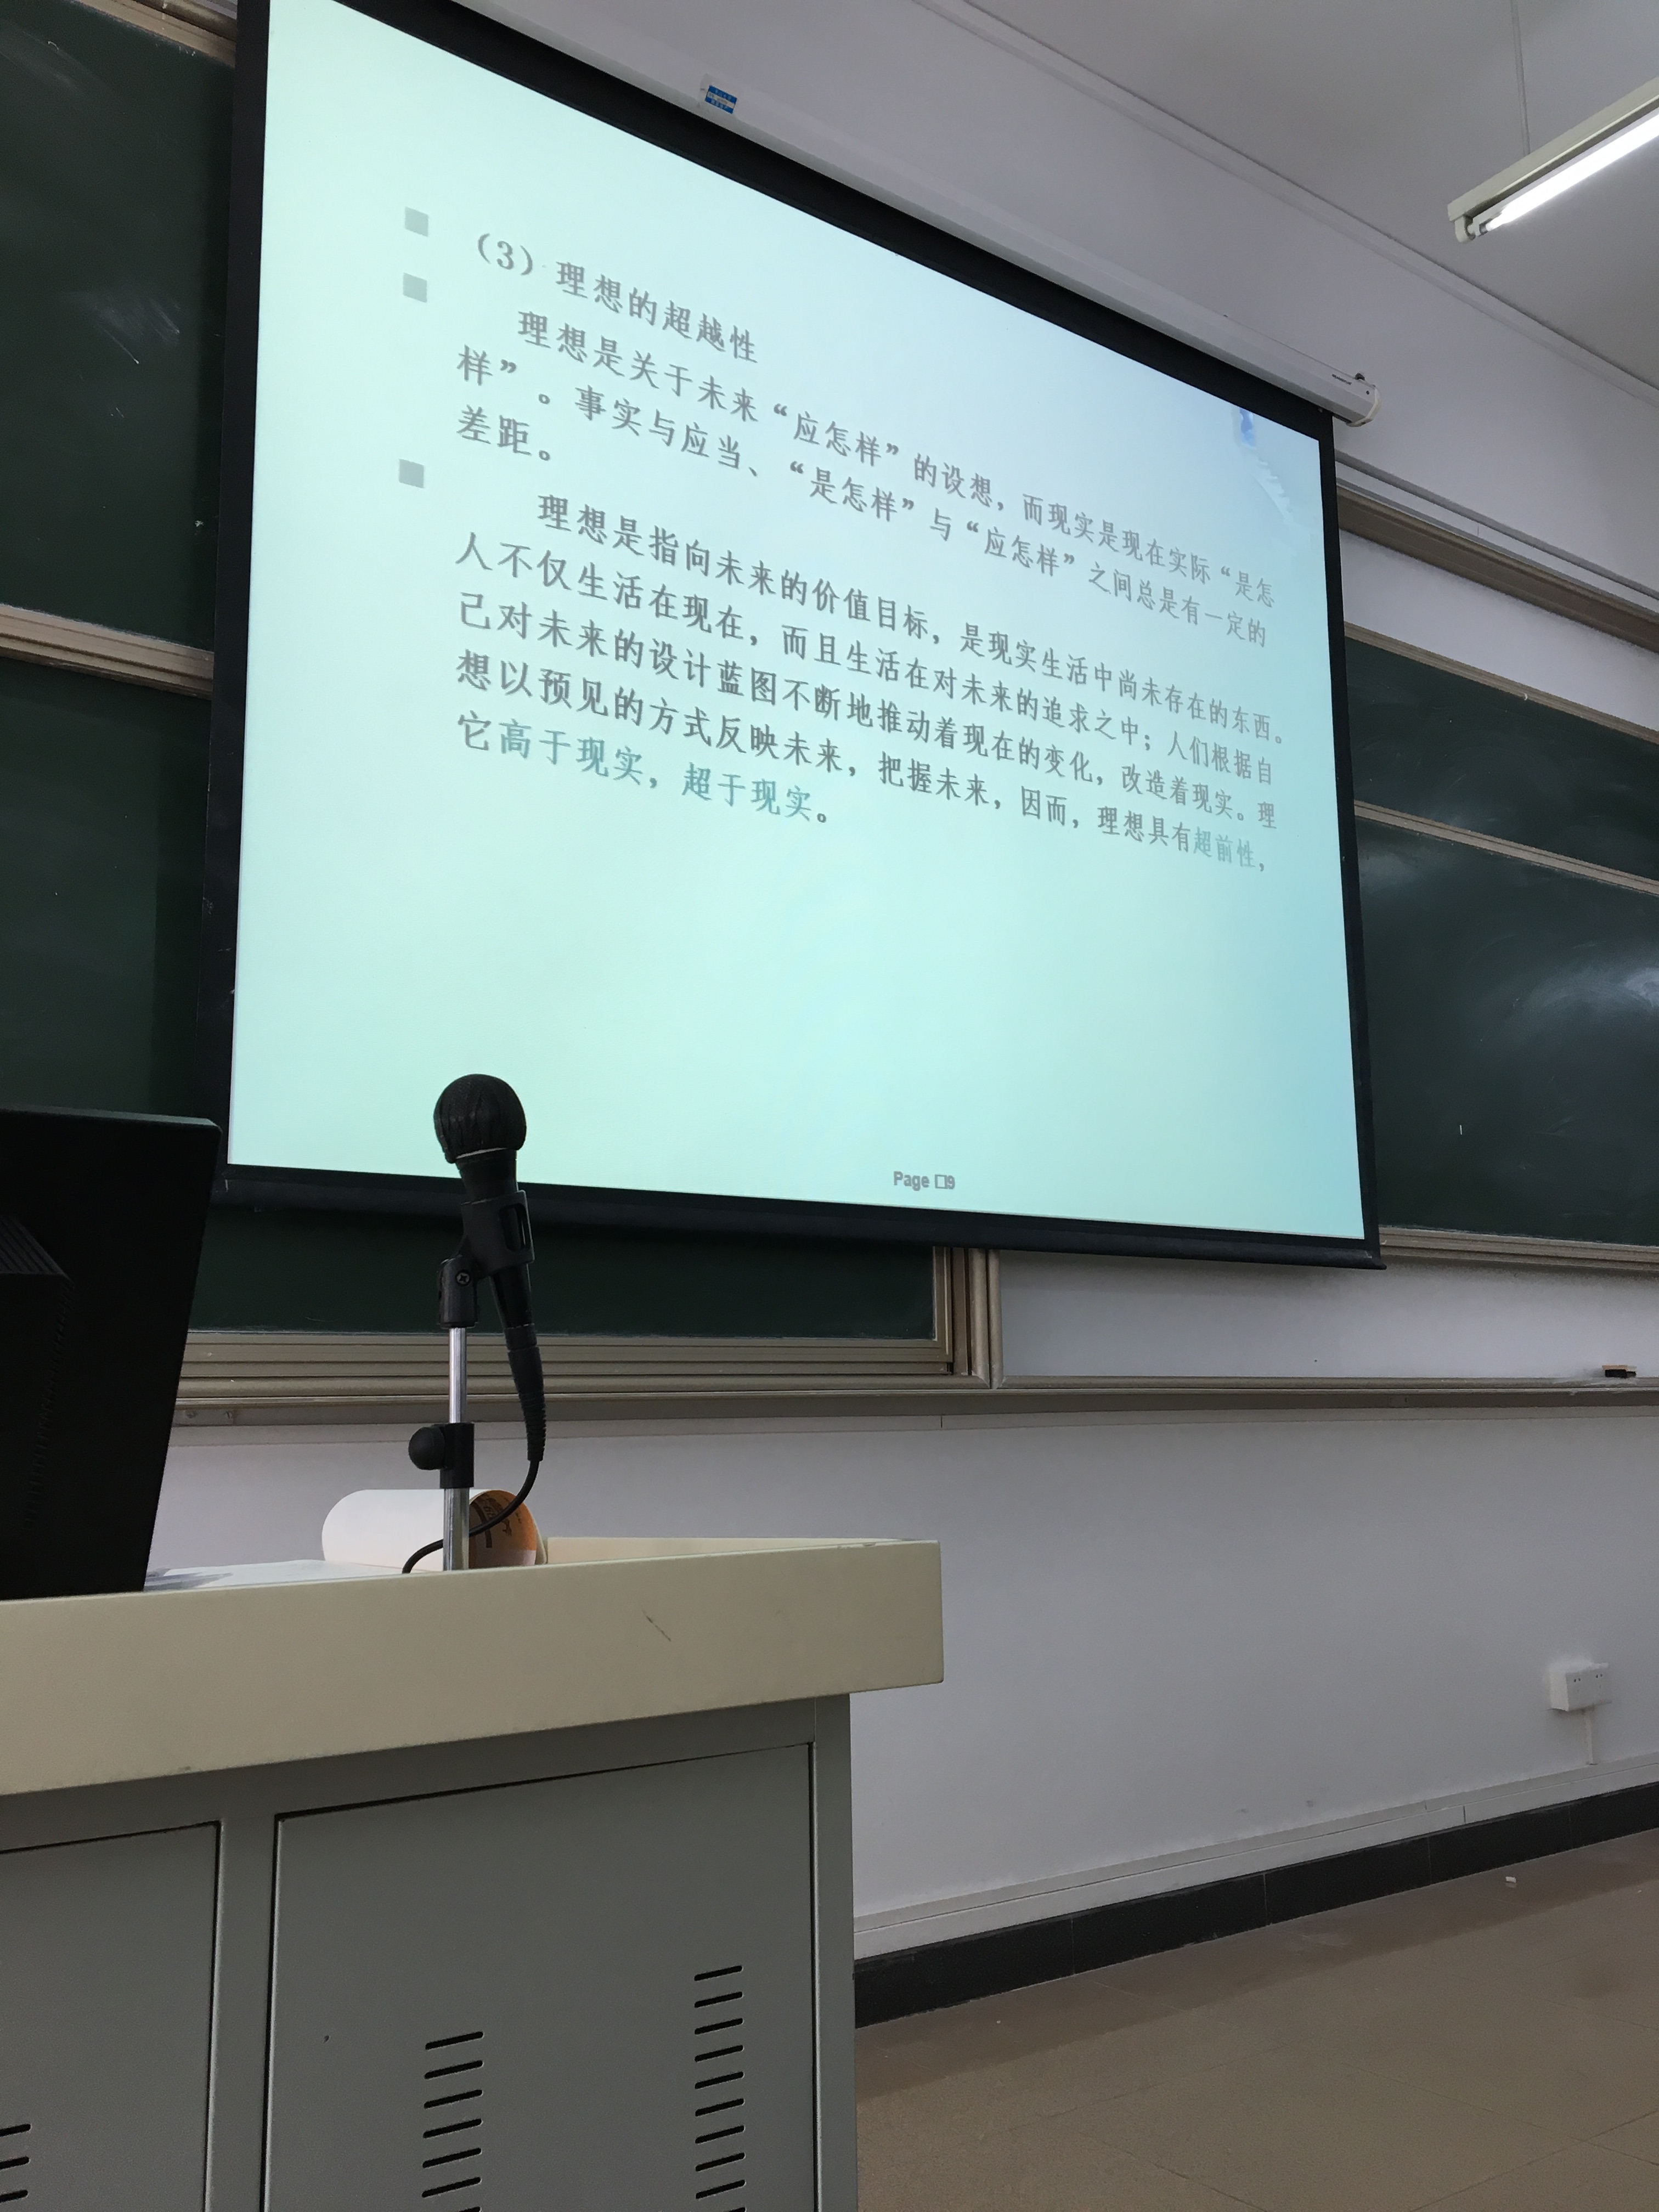 （3）理想的超越性
理想是关于未来“应怎样”的设想，而现实是现在实际“是怎
样”。事实与应当、“是怎样”与“应怎样”之间总是有一定的
差距。
理想是指向未来的价值目标，是现实生活中尚未存在的东西。
人不仅生活在现在，而且生活在对未来的追求之中；人们根据自
己对未来的设计蓝图不断地推动着现在的变化，改造着现实。理
想以预见的方式反映未来，把握未来，因而，理想具有超前性，
它高于现实，超于现实。
Page □9